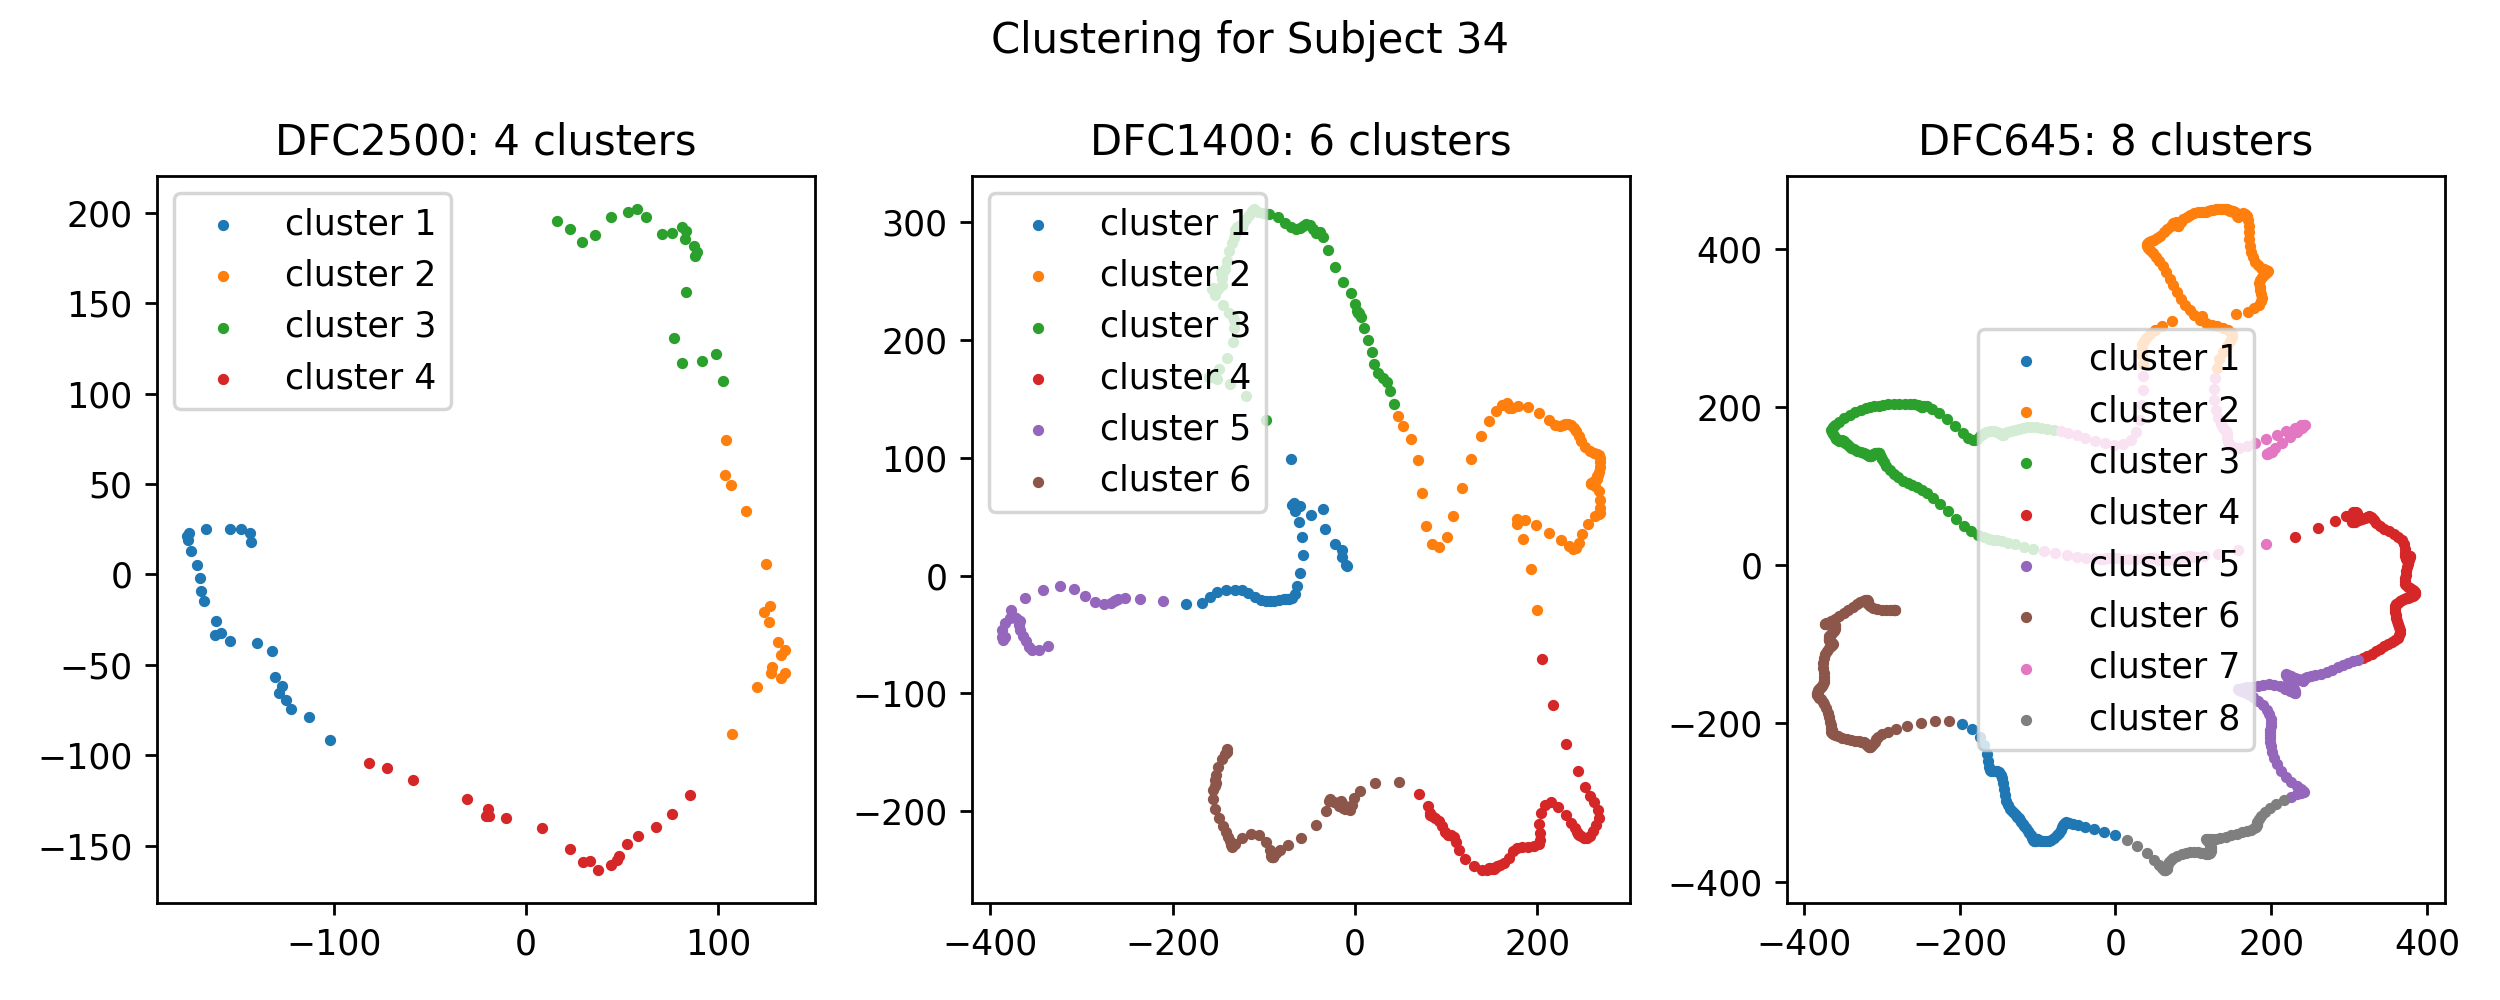 Clustering for Subject 34
DFC2500: 4 clusters
200
150
100
50
0
−50
−100
−150
−100
0
100
cluster 1
cluster 2
cluster 3
cluster 4
DFC1400: 6 clusters
300
200
100
0
−100
−200
−400
−200
0
200
cluster 1
cluster 2
cluster 3
cluster 4
cluster 5
cluster 6
DFC645: 8 clusters
400
200
0
−200
−400
−400
−200
0
200
400
cluster 1
cluster 2
cluster 3
cluster 4
cluster 5
cluster 6
cluster 7
cluster 8